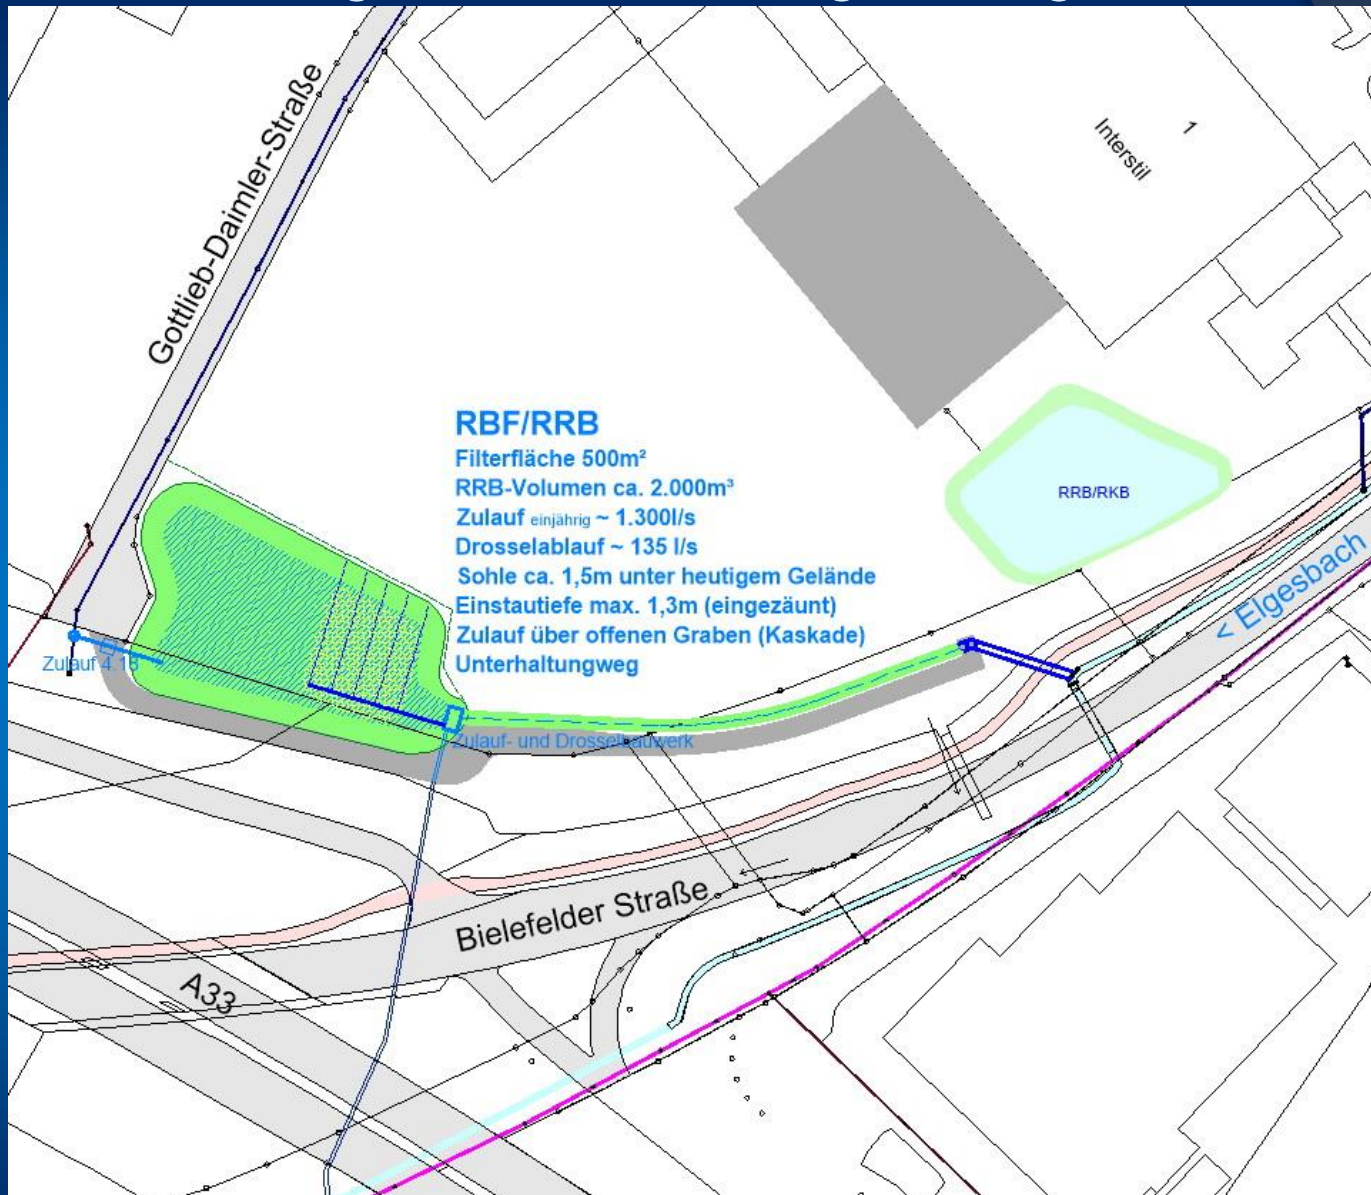 Gottlieb-Daimler-Straße
1
Interstil
RBF/RRB
Filterfläche 500m²
RRB-Volumen ca. 2.000m³
Zulauf einjährig ~ 1.300l/s
Drosselablauf ~ 135 l/s
Sohle ca. 1,5m unter heutigem Gelände
Einstautiefe max. 1,3m (eingezäunt)
Zulauf über offenen Graben (Kaskade)
Unterhaltungweg
RRB/RKB
< Elgesbach
Zulauf
Zulauf- und Drosselbauwerk
Bielefelder Straße
A33